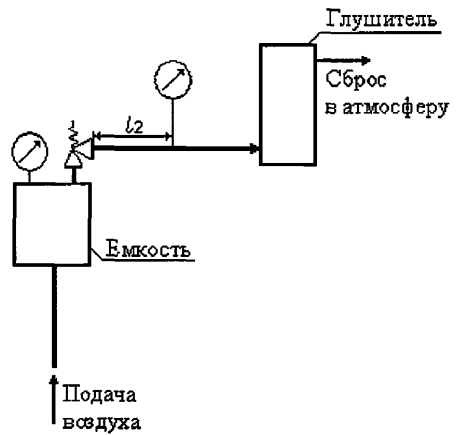 Глушитель
Сброс
в атмосферу
l2
Емкость
Подача
воздуха